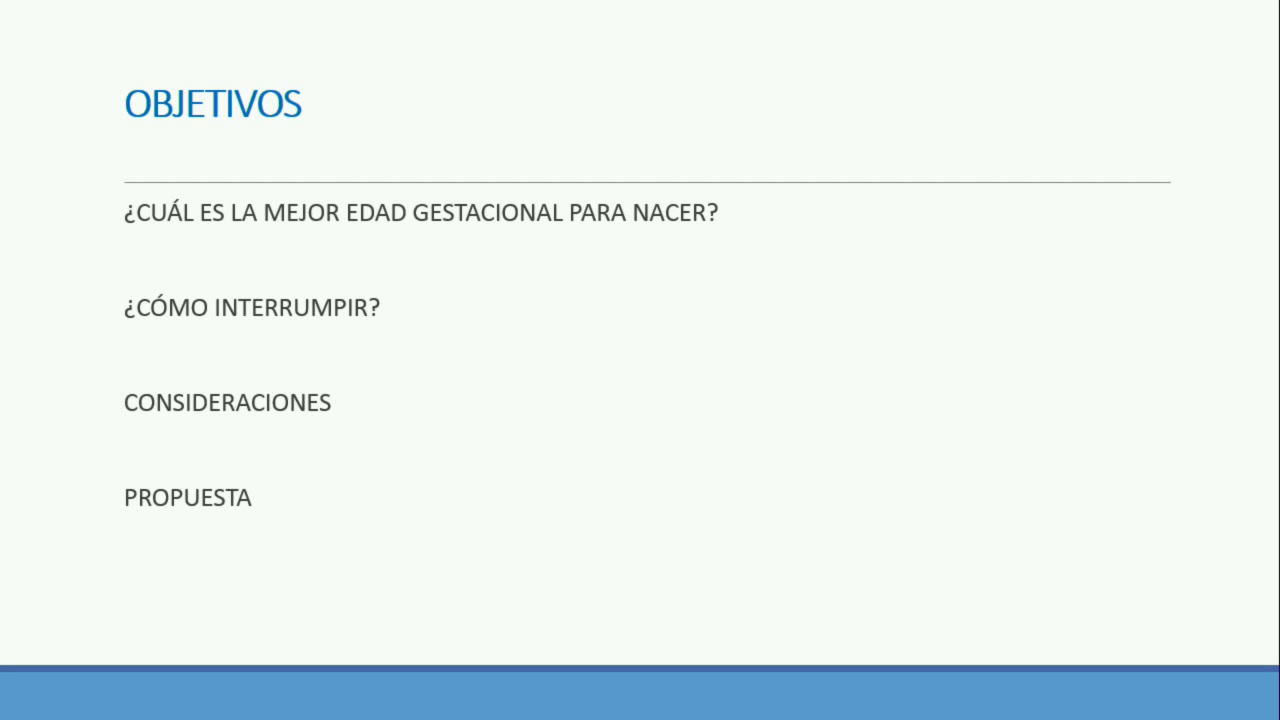 OBJETIVOS
¿CUÁL ES LA MEJOR EDAD GESTACIONAL PARA NACER?
¿CÓMO INTERRUMPIR?
CONSIDERACIONES
PROPUESTA